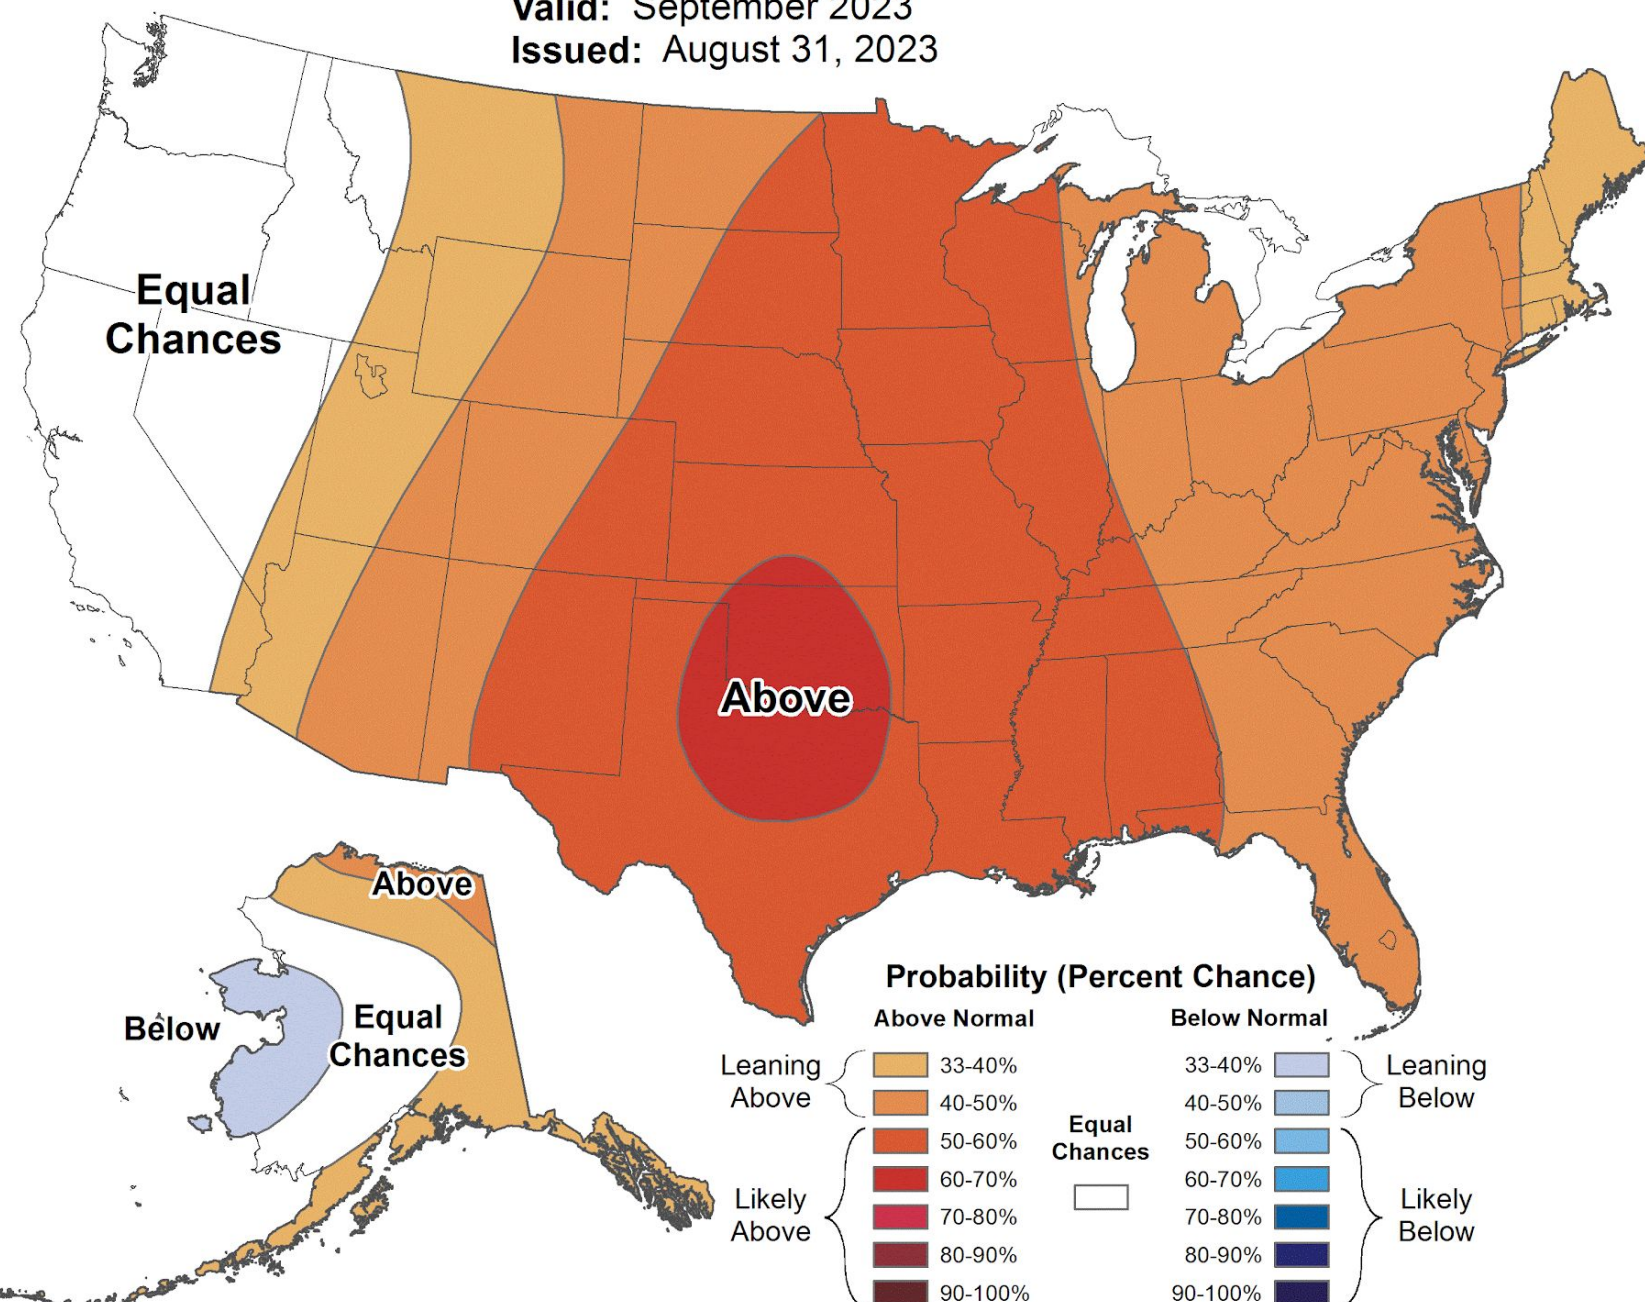 Valid: September 2023
Issued: August 31, 2023
Equal
Chances
Above
Above
Below
Equal
Chances
Probability (Percent Chance)
Above Normal
Below Normal
Leaning
Above
33-40%
40-50%
50-60%
60-70%
70-80%
80-90%
90-100%
Likely
Above
Equal
Chances
33-40%
40-50%
50-60%
60-70%
70-80%
80-90%
90-100%
Leaning
Below
Likely
Below